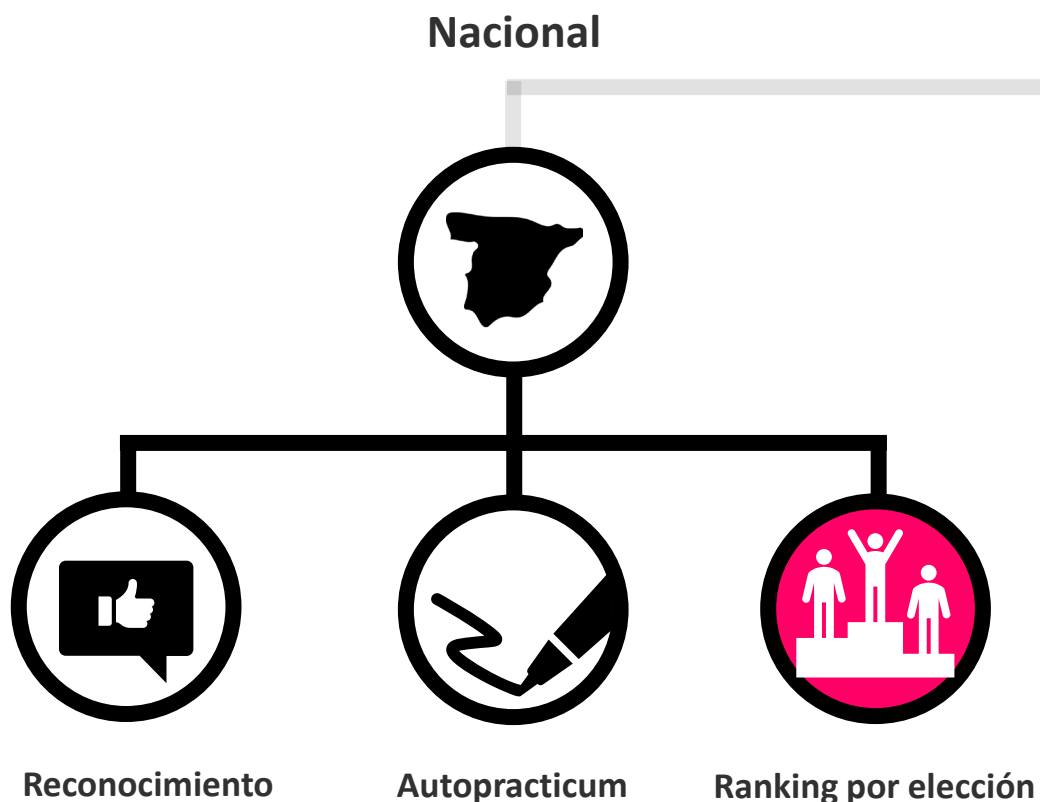 Nacional
Reconocimiento
Autopracticum
Ranking por elección